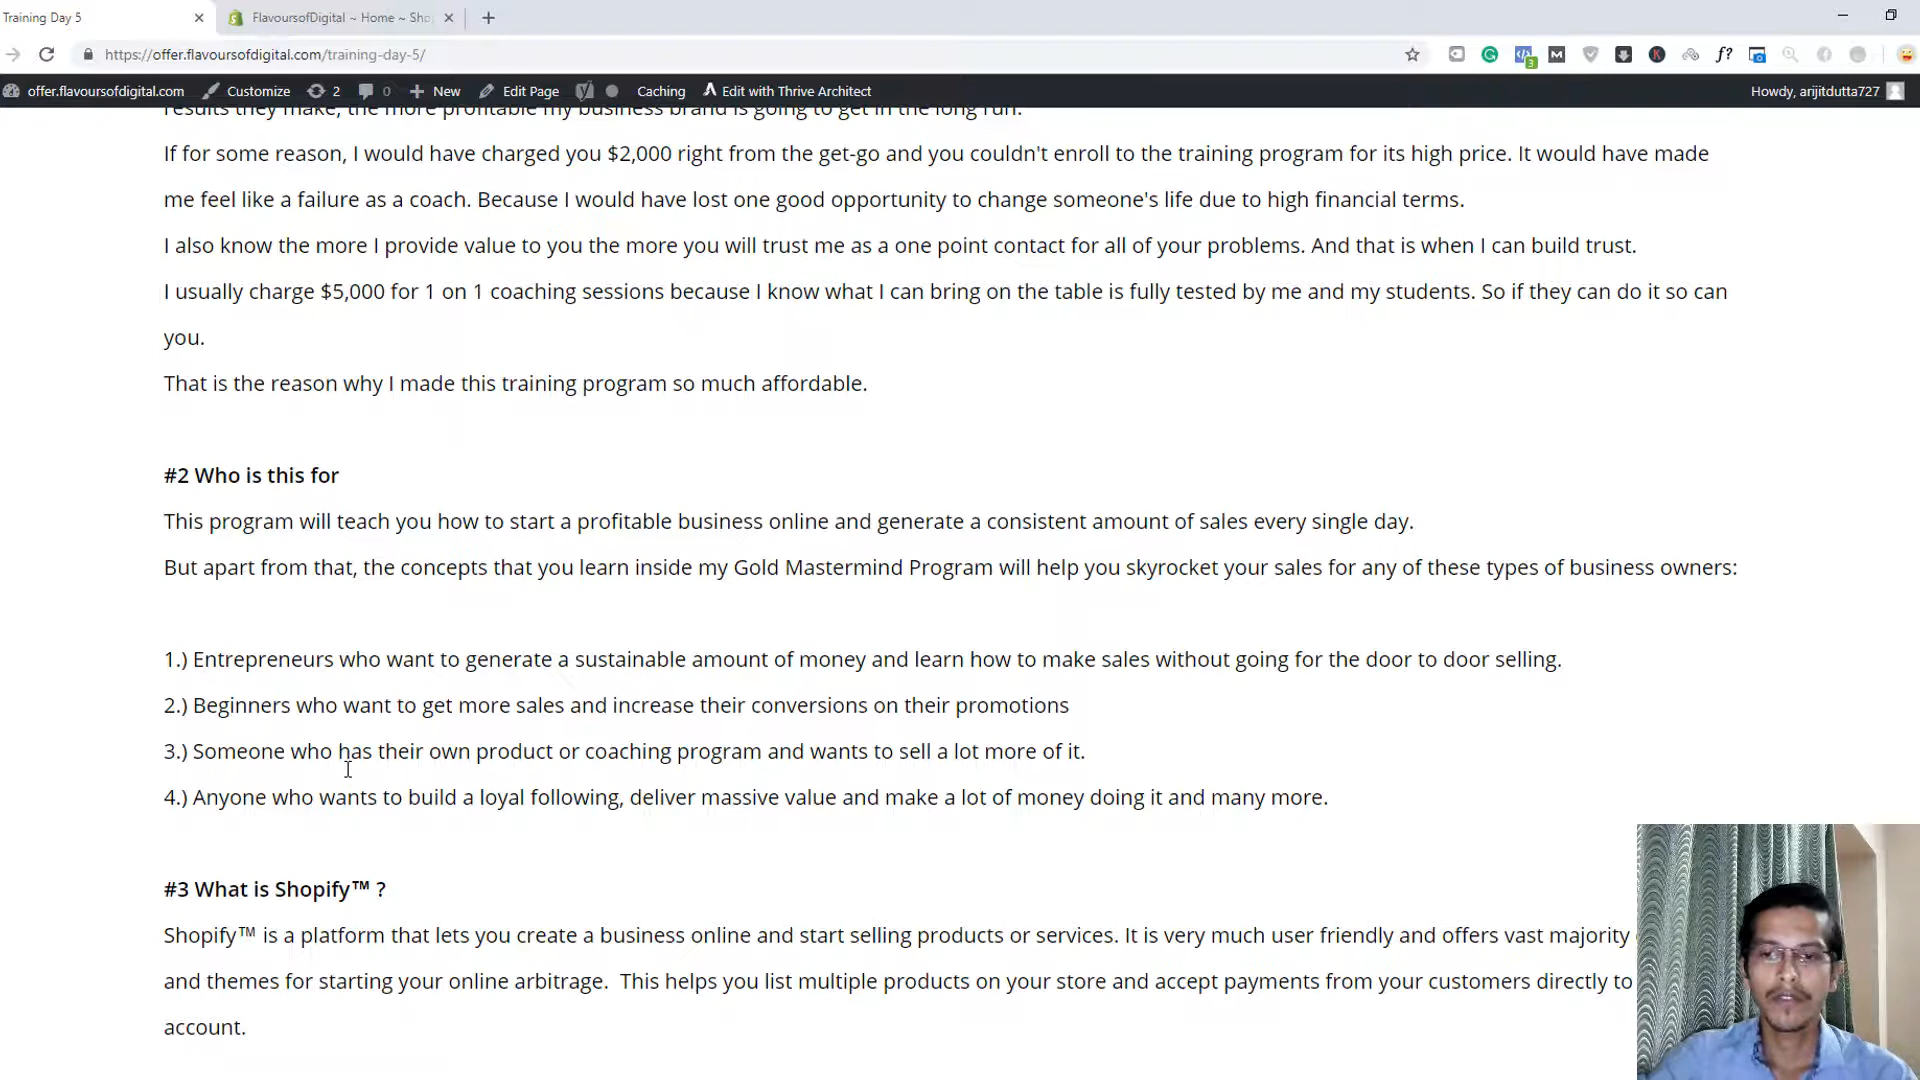 Training Day 5
FlavoursofDigital ~ Home ~ Sho
https://offer.flavoursofdigital.com/training-day-5/
3
offer.flavoursofdigital.com Customize 2 0 New Edit Page Caching Edit with Thrive Architect Howdy, arijitdutta727
results they make, the more profitable my business brand is going to get in the long run.
If for some reason, I would have charged you $2,000 right from the get-go and you couldn't enroll to the training program for its high price. It would have made
me feel like a failure as a coach. Because I would have lost one good opportunity to change someone's life due to high financial terms.
I also know the more I provide value to you the more you will trust me as a one point contact for all of your problems. And that is when I can build trust.
I usually charge $5,000 for 1 on 1 coaching sessions because I know what I can bring on the table is fully tested by me and my students. So if they can do it so can
you.
That is the reason why I made this training program so much affordable.
#2 Who is this for
This program will teach you how to start a profitable business online and generate a consistent amount of sales every single day.
But apart from that, the concepts that you learn inside my Gold Mastermind Program will help you skyrocket your sales for any of these types of business owners:
1.) Entrepreneurs who want to generate a sustainable amount of money and learn how to make sales without going for the door to door selling.
2.) Beginners who want to get more sales and increase their conversions on their promotions
3.) Someone who has their own product or coaching program and wants to sell a lot more of it.
4.) Anyone who wants to build a loyal following, deliver massive value and make a lot of money doing it and many more.
#3 What is Shopify™ ?
Shopify™ is a platform that lets you create a business online and start selling products or services. It is very much user friendly and offers vast majority
and themes for starting your online arbitrage. This helps you list multiple products on your store and accept payments from your customers directly to
account.